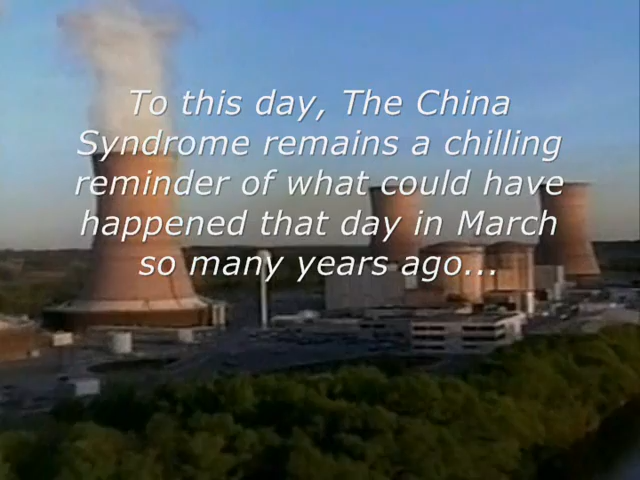 To this day, The China
Syndrome remains a chilling
reminder of what could have
happened that day in March
so many years ago...